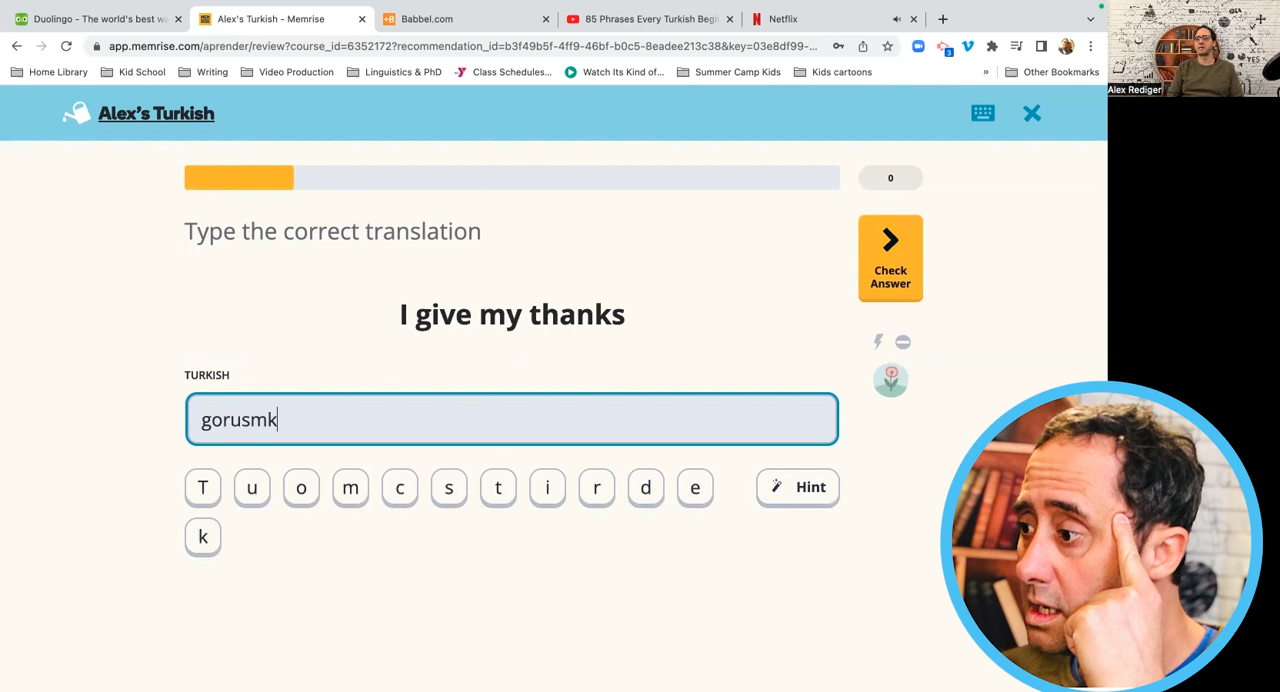 Duolingo - The world's best wa
Alex's Turkish - Memrise
Babbel.com
85 Phrases Every Turkish Begi
Netflix
app.memrise.com/aprender/review?course_id=6352172?recommendation_id=b3f49b5f-4ff9-46bf-b0c5-8eadee213c38&key=03e8df99-...
3
Home Library
Kid School
Writing
Video Production
Linguistics & PhD
Class Schedules...
Watch Its Kind of...
Summer Camp Kids
Kids cartoons
»
Other Bookmarks
YES
Alex Rediger
Alex's Turkish
0
Type the correct translation
Check
Answer
I give my thanks
TURKISH
gorusmk
T u o m c s t i r d e
Hint
k